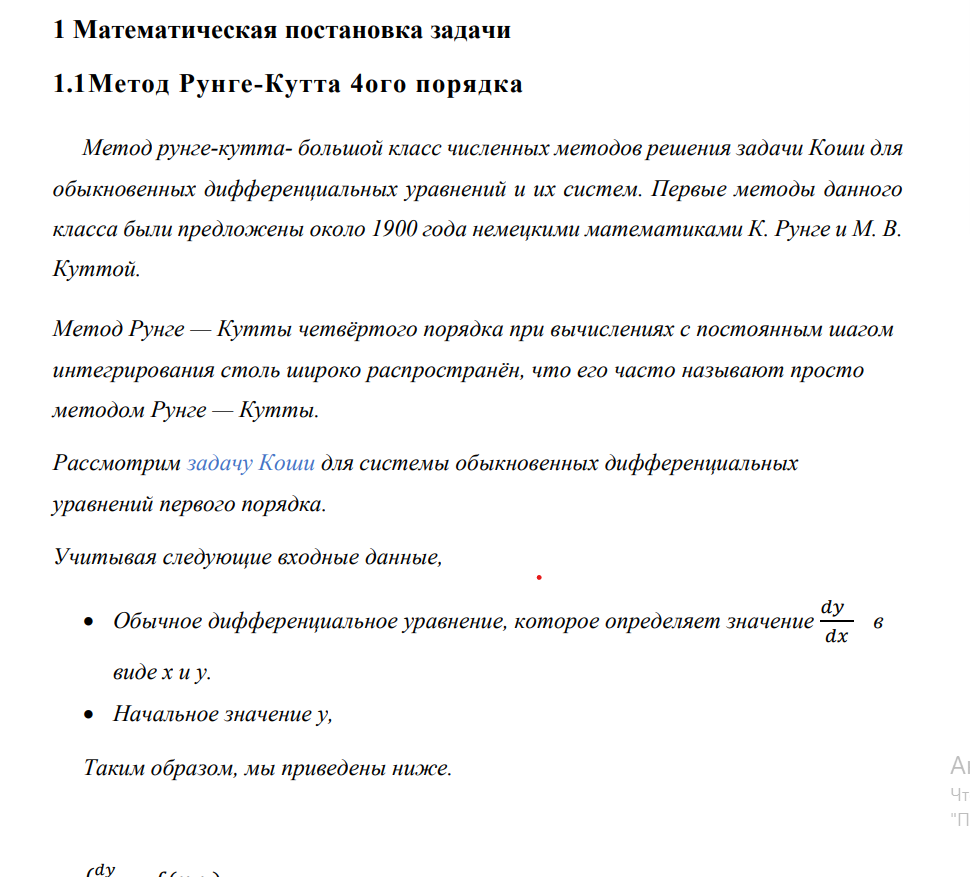 1 Математическая постановка задачи
1.1Метод Рунге-Кутта 4ого порядка
Метод рунге-кутта- большой класс численных методов решения задачи Коши для
обыкновенных дифференциальных уравнений и их систем. Первые методы данного
класса были предложены около 1900 года немецкими математиками К. Рунге и М. В.
Куттой.
Метод Рунге — Кутты четвёртого порядка при вычислениях с постоянным шагом
интегрирования столь широко распространён, что его часто называют просто
методом Рунге — Кутты.
Рассмотрим задачу Коши для системы обыкновенных дифференциальных
уравнений первого порядка.
Учитывая следующие входные данные,
• Обычное дифференциальное уравнение, которое определяет значение dy/dx в
виде x и y.
• Начальное значение y,
Таким образом, мы приведены ниже.